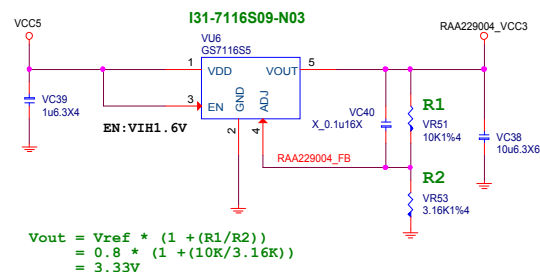 I31-7116S09-N03
VCC5
RAA229004_VCC3
VU6
GS7116S5
1
VDD
VOUT
5
3
EN
GND
ADJ
2
4
VC39
1u6.3X4
EN:VIH1.6V
VC40
X_0.1u16X
R1
VR51
10K1%4
VC38
10u6.3X6
RAA229004_FB
R2
VR53
3.16K1%4
Vout = Vref * (1 +(R1/R2))
= 0.8 * (1 +(10K/3.16K))
= 3.33V